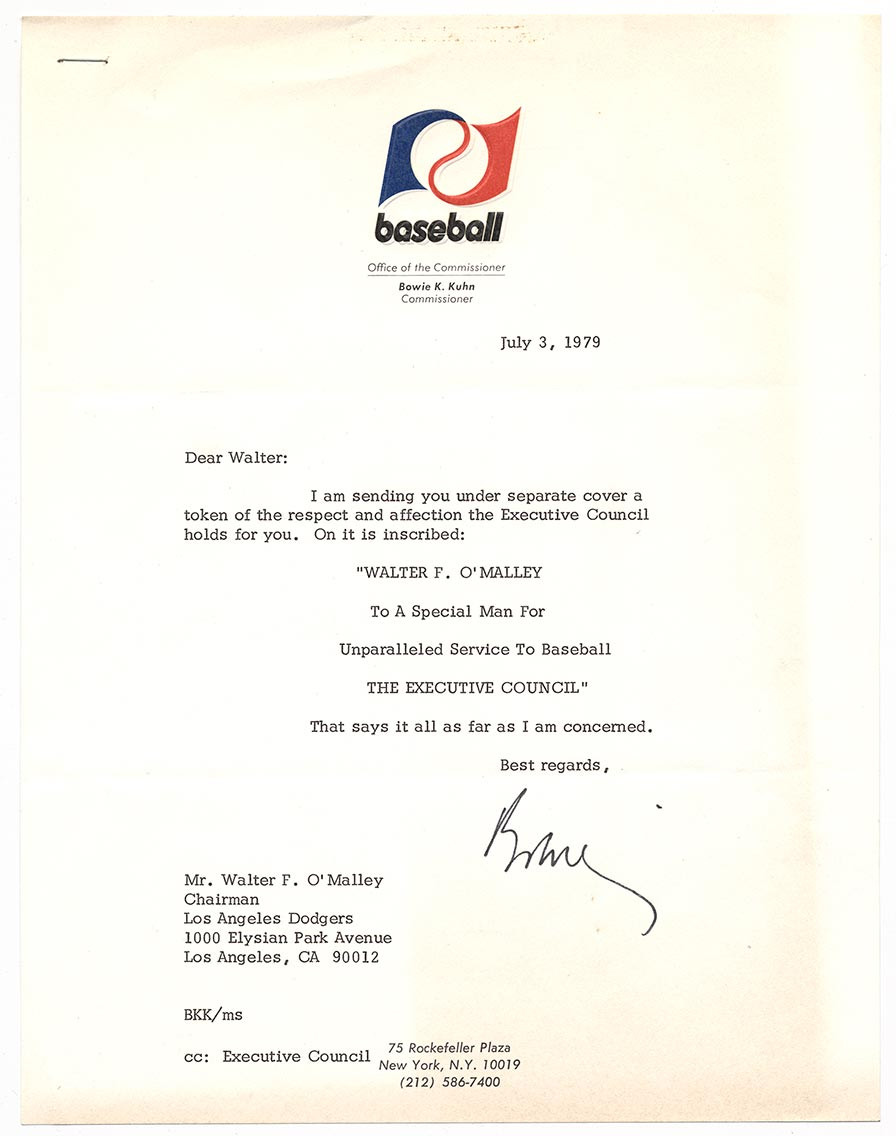 baseball
Office of the Commissioner
Bowie K. Kuhn
Commissioner
July 3, 1979
Dear Walter:
I am sending you under separate cover a
token of the respect and affection the Executive Council
holds for you. On it is inscribed:
"WALTER F. O'MALLEY
To A Special Man For
Unparalleled Service To Baseball
THE EXECUTIVE COUNCIL"
That says it all as far as I am concerned.
Best regards,
Bowie
Mr. Walter F. O'Malley
Chairman
Los Angeles Dodgers
1000 Elysian Park Avenue
Los Angeles, CA 90012
BKK/ms
cc: Executive Council
75 Rockefeller Plaza
New York, N.Y. 10019
(212) 586-7400